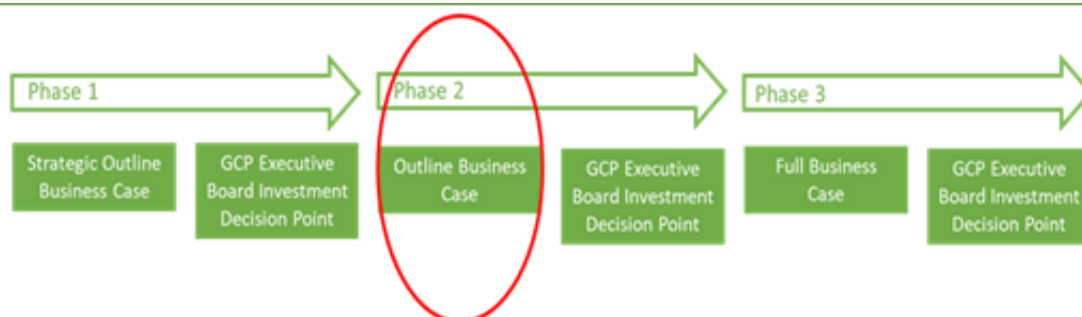 Phase 1
Phase 2
Phase 3
Strategic Outline
Business Case
GCP Executive
Board Investment
Decision Point
Outline Business
Case
GCP Executive
Board Investment
Decision Point
Full Business
Case
GCP Executive
Board Investment
Decision Point